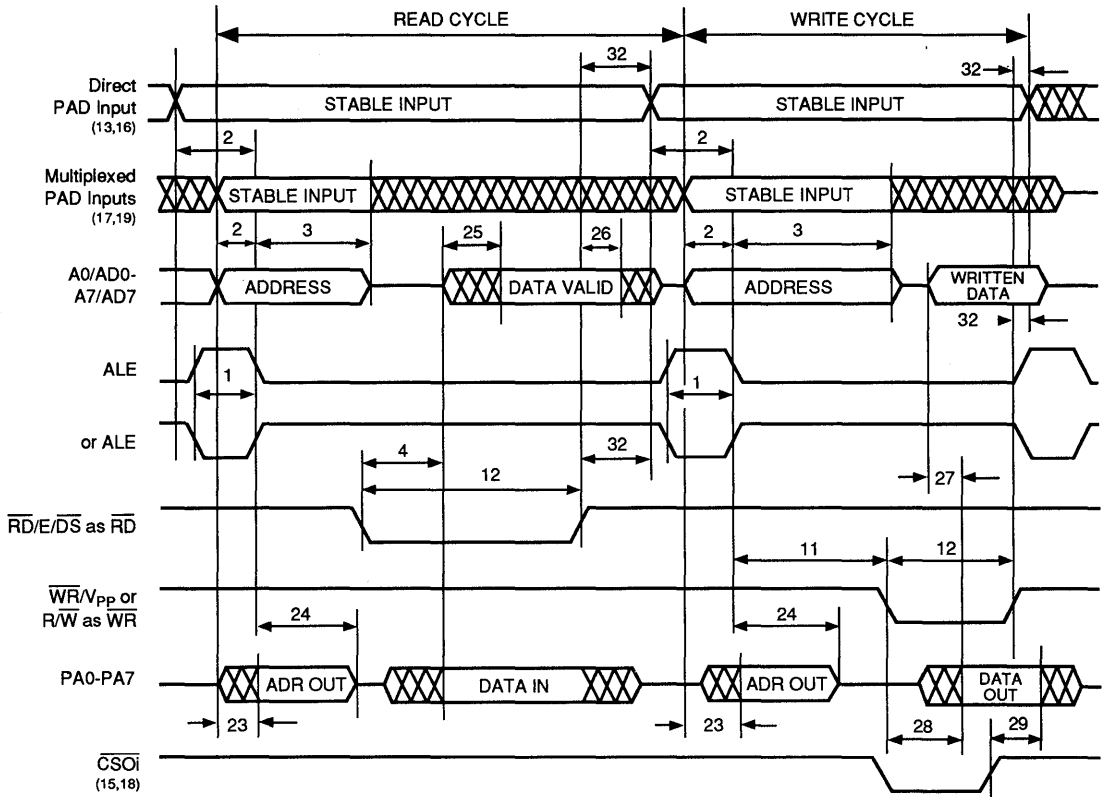 READ CYCLE WRITE CYCLE
32 32
Direct
PAD Input
(13,16)
STABLE INPUT STABLE INPUT
2 2
Multiplexed
PAD Inputs
(17,19)
STABLE INPUT STABLE INPUT
2 3 25 26 2 3
A0/AD0-
A7/AD7
ADDRESS DATA VALID ADDRESS WRITTEN
DATA
32
ALE
1 1
or ALE
4 32
12 27
RD/E/DS as RD
11 12
WR/VPP or
R/W as WR
24 24
PA0-PA7
ADR OUT DATA IN ADR OUT DATA
OUT
23 23 28 29
CSOi
(15,18)